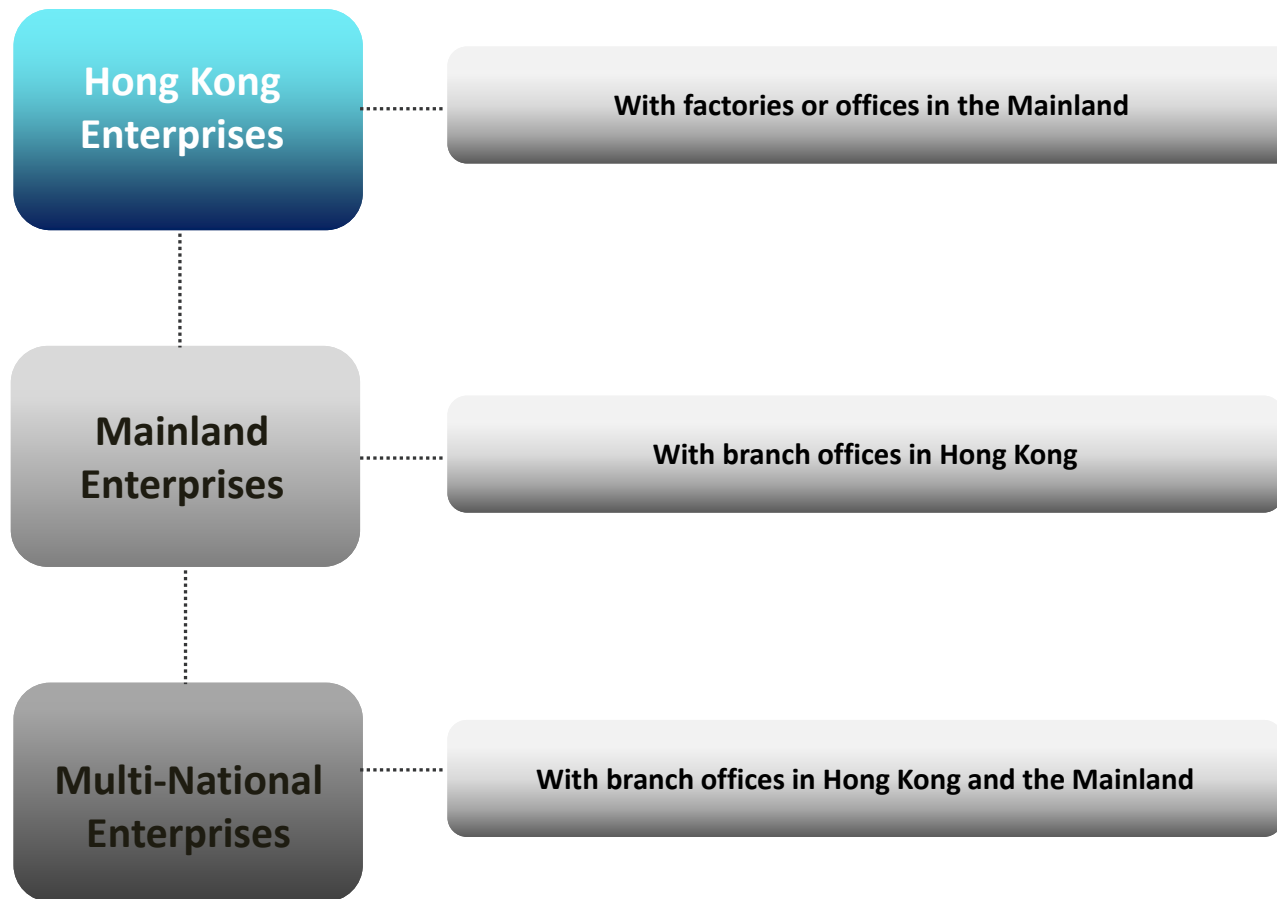 Hong Kong
Enterprises
With factories or offices in the Mainland
Mainland
Enterprises
With branch offices in Hong Kong
Multi-National
Enterprises
With branch offices in Hong Kong and the Mainland